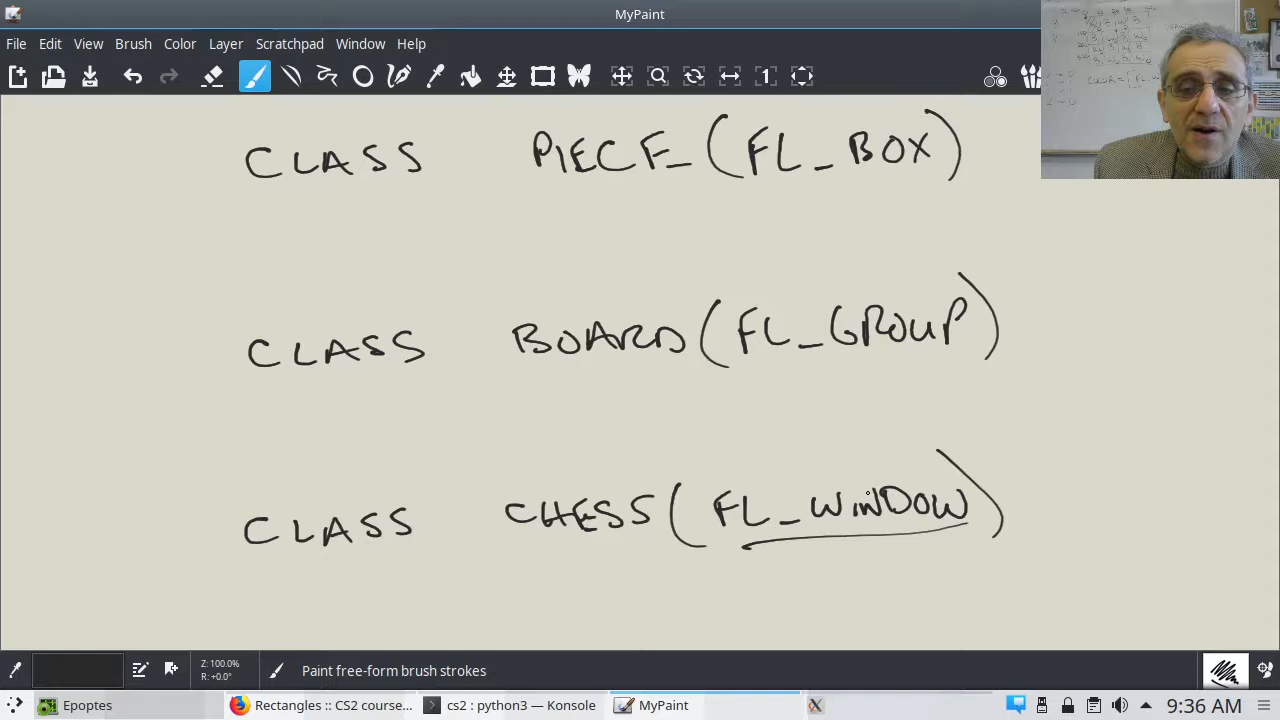 MyPaint
File Edit View Brush Color Layer Scratchpad Window Help
CLASS PIECE_(FL_BOX)
CLASS BOARD(FL_GROUP)
CLASS CHESS(FL_WINDOW)
Z: 100.0%
R: +0.0°
Paint free-form brush strokes
Epoptes
Rectangles :: CS2 course...
cs2 : python3 — Konsole
MyPaint
9:36 AM